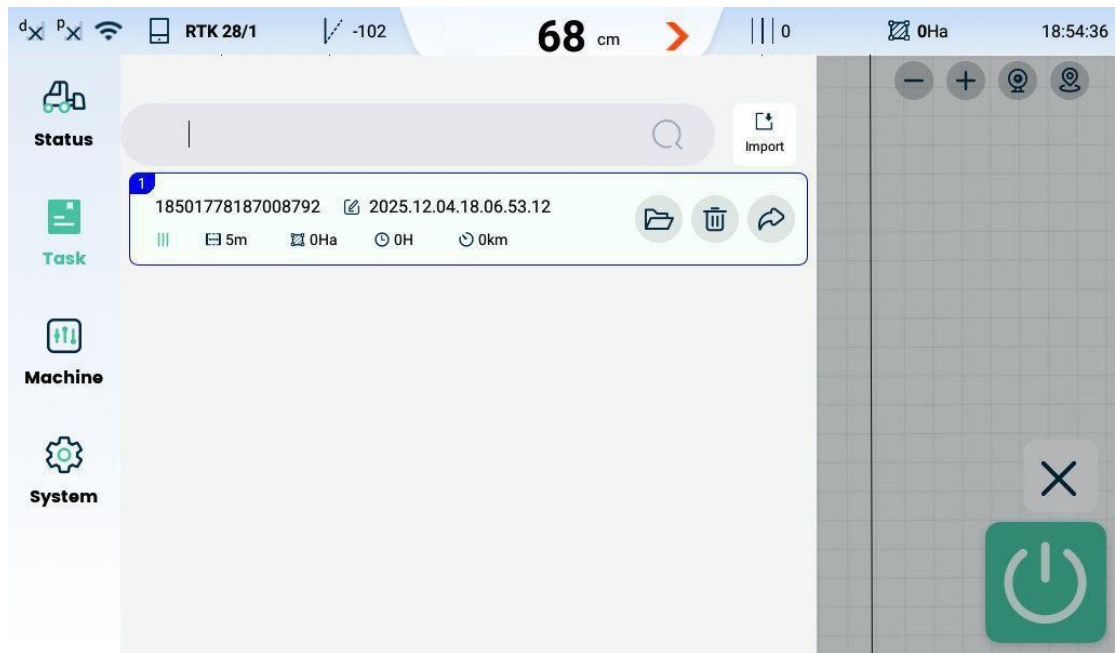 d P RTK 28/1 -102 68 cm 0 0Ha 18:54:36
Status
Import
1
18501778187008792 2025.12.04.18.06.53.12
5m 0Ha 0H 0km
Task
Machine
System